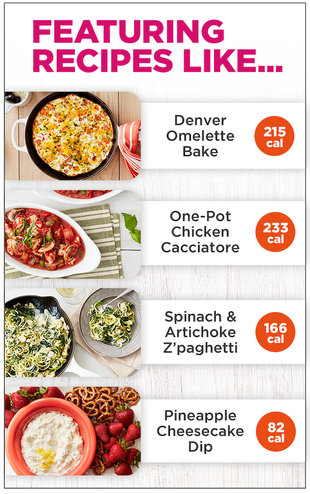 FEATURING
RECIPES LIKE...
Denver
Omelette
Bake
215
cal
One-Pot
Chicken
Cacciatore
233
cal
Spinach &
Artichoke
Z'paghetti
166
cal
Pineapple
Cheesecake
Dip
82
cal